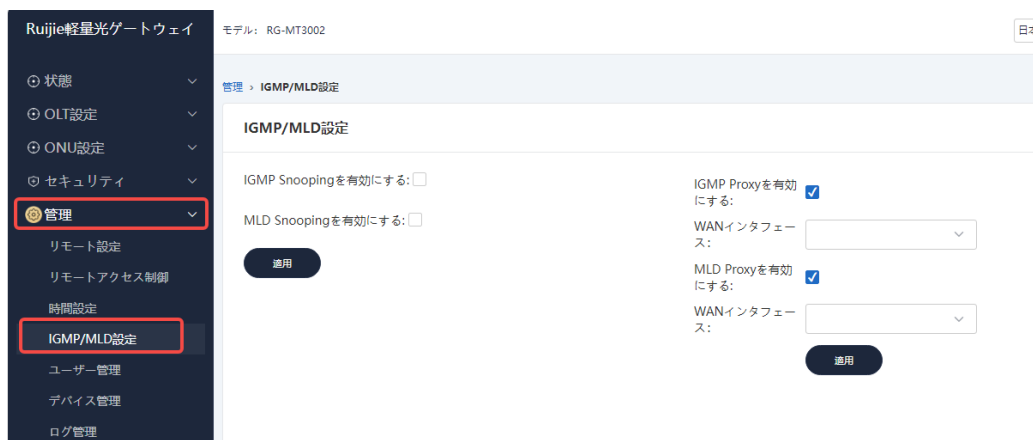 Ruijie軽量光ゲートウェイ
モデル: RG-MT3002
状態
OLT設定
ONU設定
セキュリティ
管理
リモート設定
リモートアクセス制御
時間設定
IGMP/MLD設定
ユーザー管理
デバイス管理
ログ管理
管理 › IGMP/MLD設定
IGMP/MLD設定
IGMP Snoopingを有効にする:
MLD Snoopingを有効にする:
適用
IGMP Proxyを有効
にする:
WANインタフェー
ス:
MLD Proxyを有効
にする:
WANインタフェー
ス:
適用